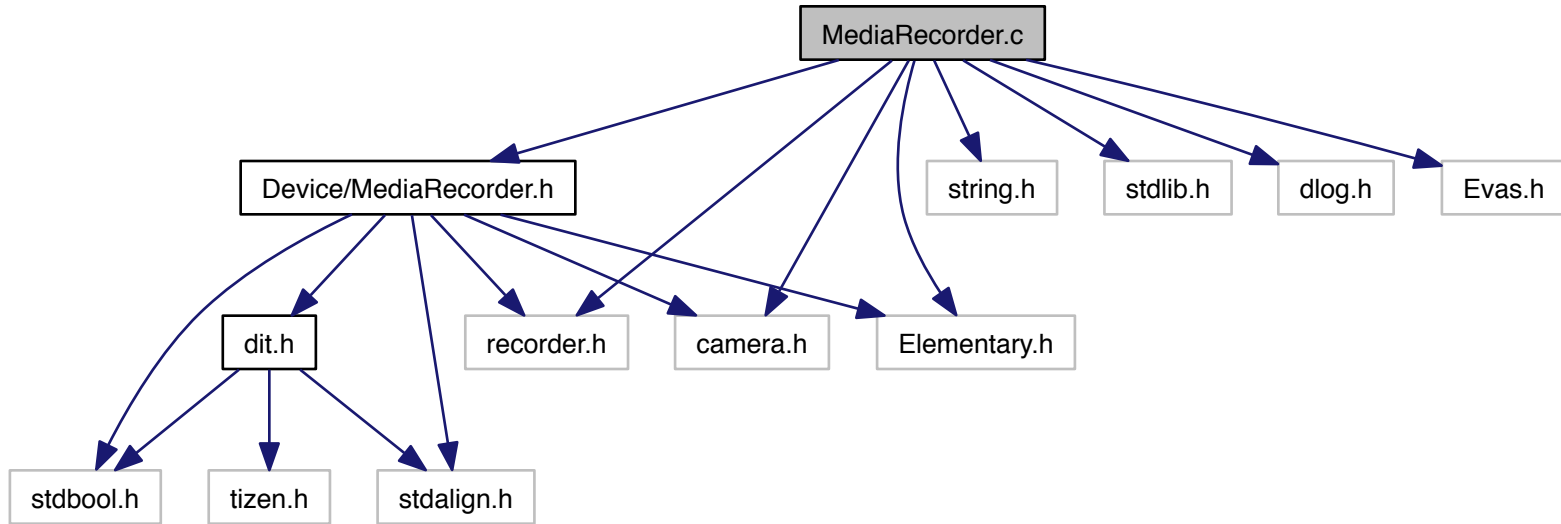 MediaRecorder.c
Device/MediaRecorder.h
string.h
stdlib.h
dlog.h
Evas.h
dit.h
recorder.h
camera.h
Elementary.h
stdbool.h
tizen.h
stdalign.h